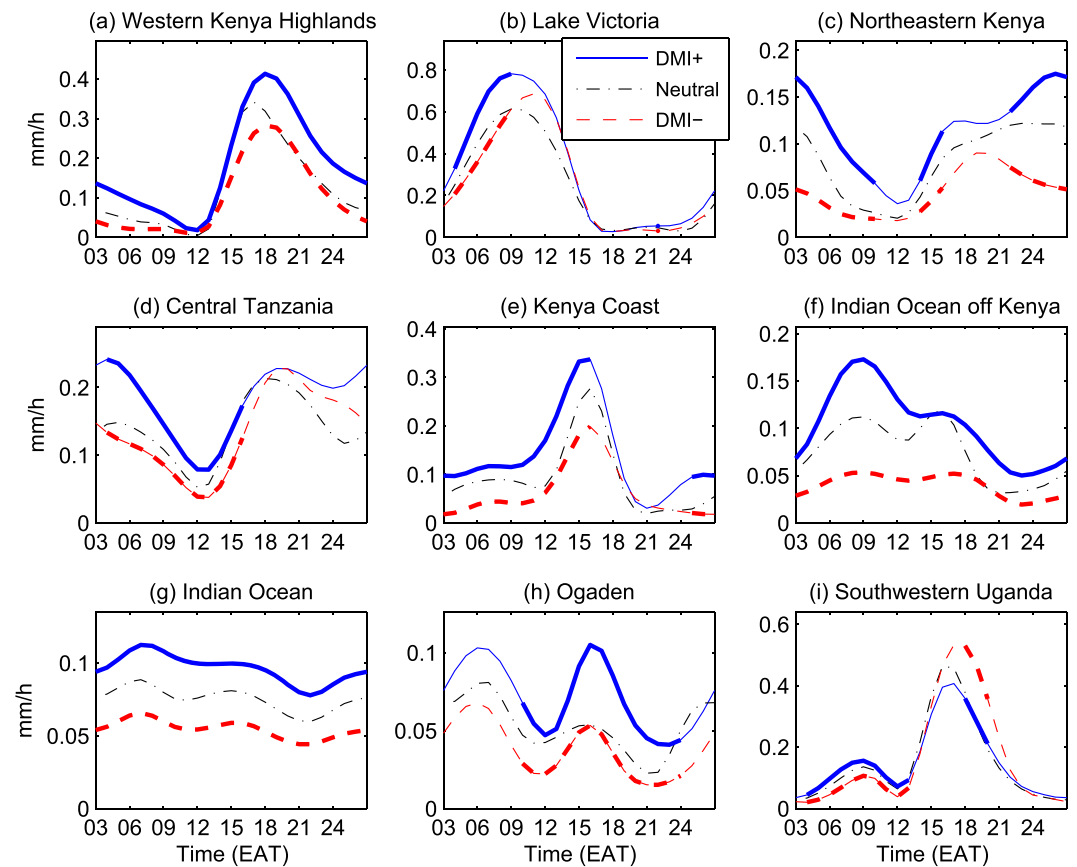 (a) Western Kenya Highlands
(b) Lake Victoria
(c) Northeastern Kenya
mm/h
0.4
0.3
0.2
0.1
0
03 06 09 12 15 18 21 24
0.8
0.6
0.4
0.2
0
03 06 09 12 15 18 21 24
DMI+
Neutral
DMI−
0.2
0.15
0.1
0.05
0
03 06 09 12 15 18 21 24
(d) Central Tanzania
(e) Kenya Coast
(f) Indian Ocean off Kenya
mm/h
0.2
0.1
0
03 06 09 12 15 18 21 24
0.4
0.3
0.2
0.1
0
03 06 09 12 15 18 21 24
0.2
0.15
0.1
0.05
0
03 06 09 12 15 18 21 24
(g) Indian Ocean
(h) Ogaden
(i) Southwestern Uganda
mm/h
0.1
0.05
0
03 06 09 12 15 18 21 24
Time (EAT)
0.1
0.05
0
03 06 09 12 15 18 21 24
Time (EAT)
0.6
0.4
0.2
0
03 06 09 12 15 18 21 24
Time (EAT)